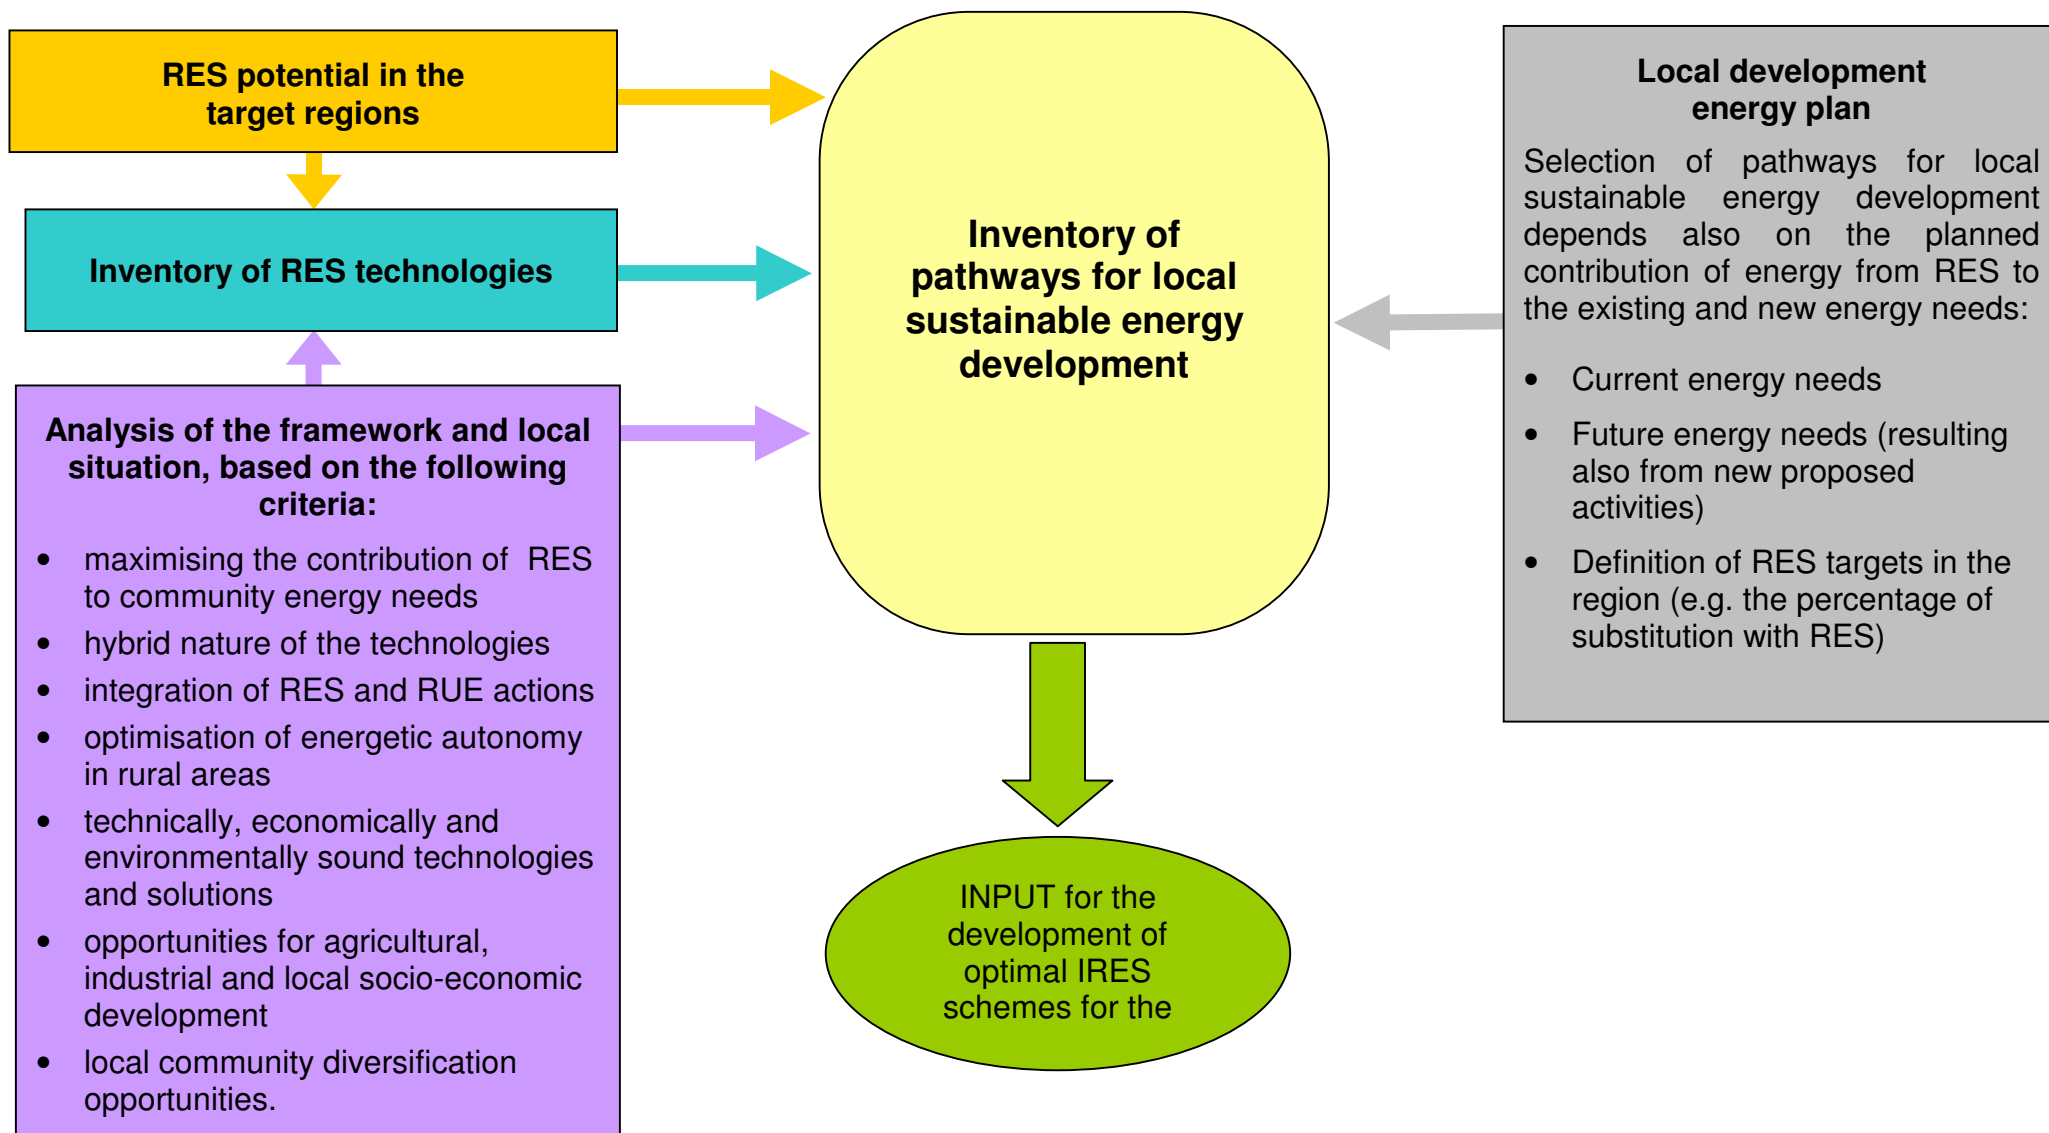 RES potential in the
target regions
Inventory of RES technologies
Analysis of the framework and local
situation, based on the following
criteria:
• maximising the contribution of RES
to community energy needs
• hybrid nature of the technologies
• integration of RES and RUE actions
• optimisation of energetic autonomy
in rural areas
• technically, economically and
environmentally sound technologies
and solutions
• opportunities for agricultural,
industrial and local socio-economic
development
• local community diversification
opportunities.
Inventory of
pathways for local
sustainable energy
development
INPUT for the
development of
optimal IRES
schemes for the
Local development
energy plan
Selection of pathways for local
sustainable energy development
depends also on the planned
contribution of energy from RES to
the existing and new energy needs:
• Current energy needs
• Future energy needs (resulting
also from new proposed
activities)
• Definition of RES targets in the
region (e.g. the percentage of
substitution with RES)